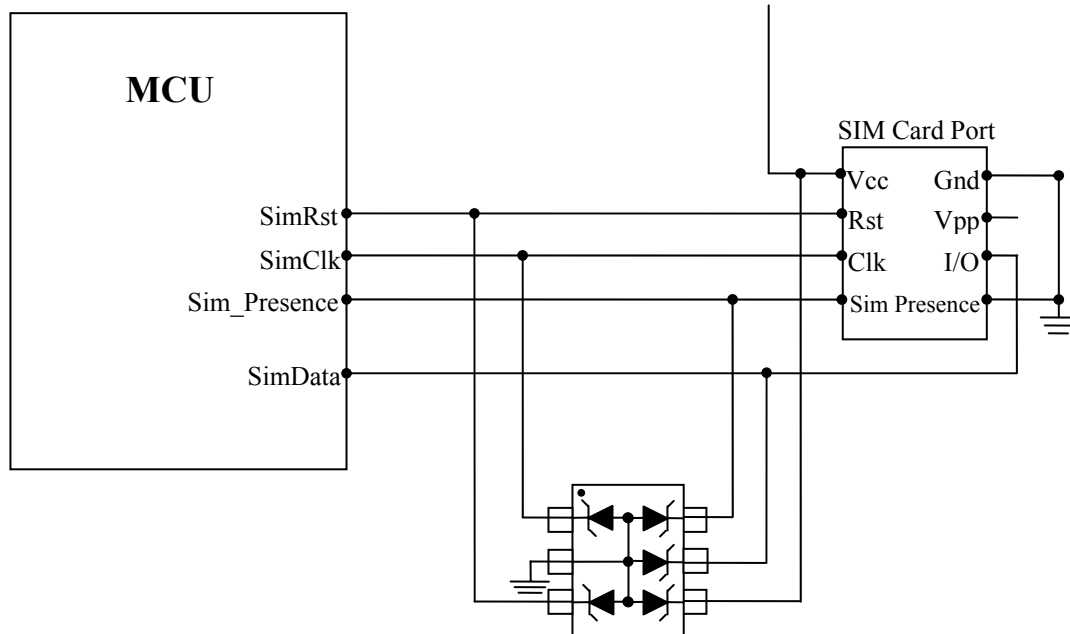 MCU
SimRst
SimClk
Sim_Presence
SimData
SIM Card Port
Vcc Gnd
Rst Vpp
Clk I/O
Sim Presence